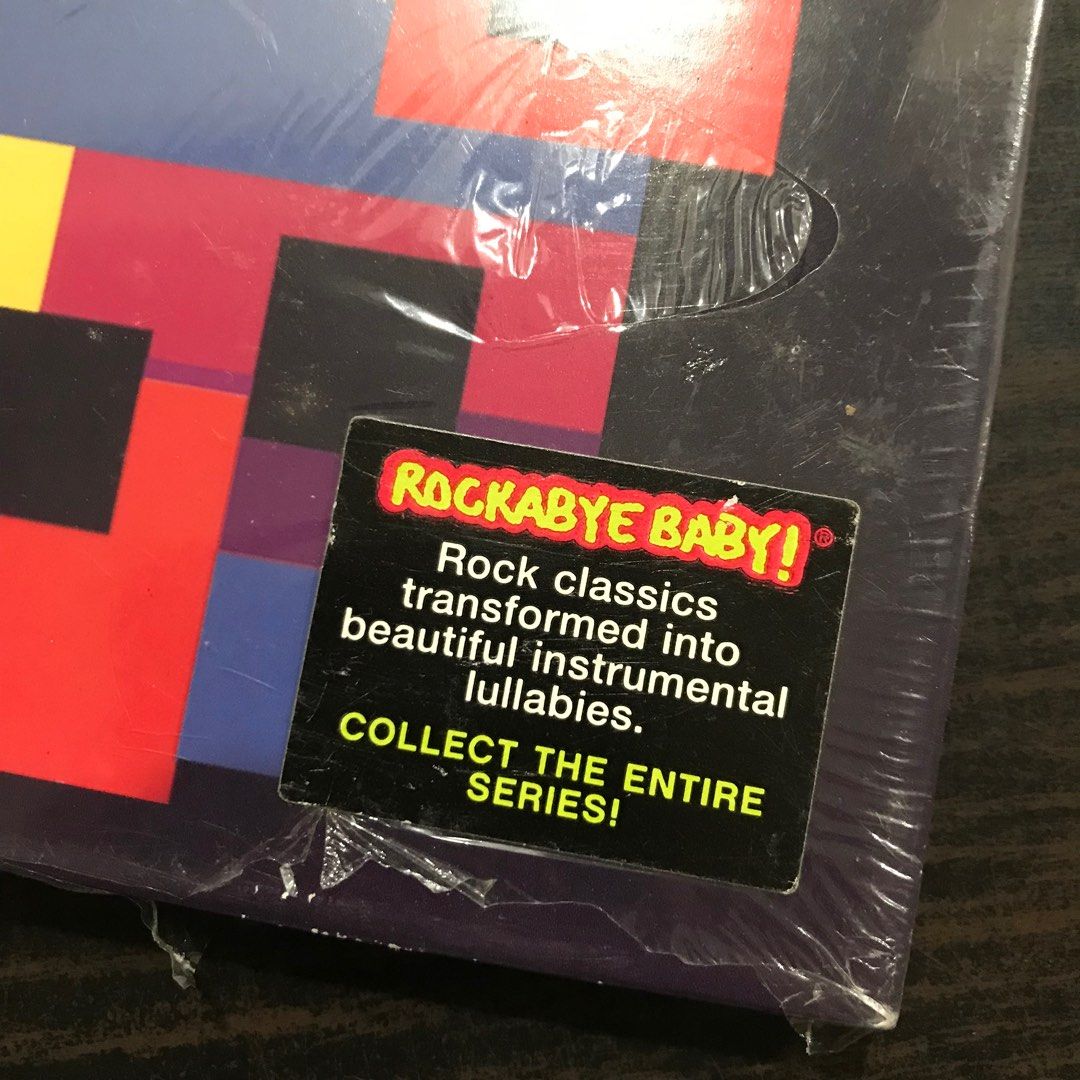 ROCKABYE BABY!®
Rock classics
transformed into
beautiful instrumental
lullabies.
COLLECT THE ENTIRE
SERIES!